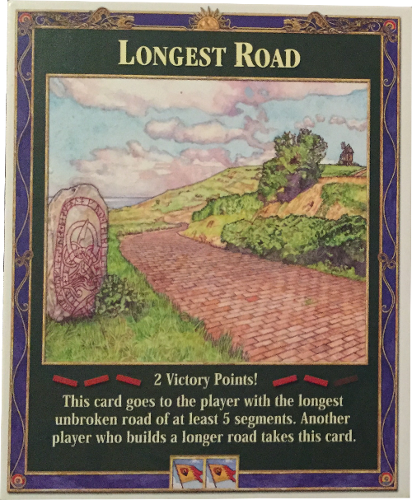 LONGEST ROAD
2 Victory Points!
This card goes to the player with the longest
unbroken road of at least 5 segments. Another
player who builds a longer road takes this card.